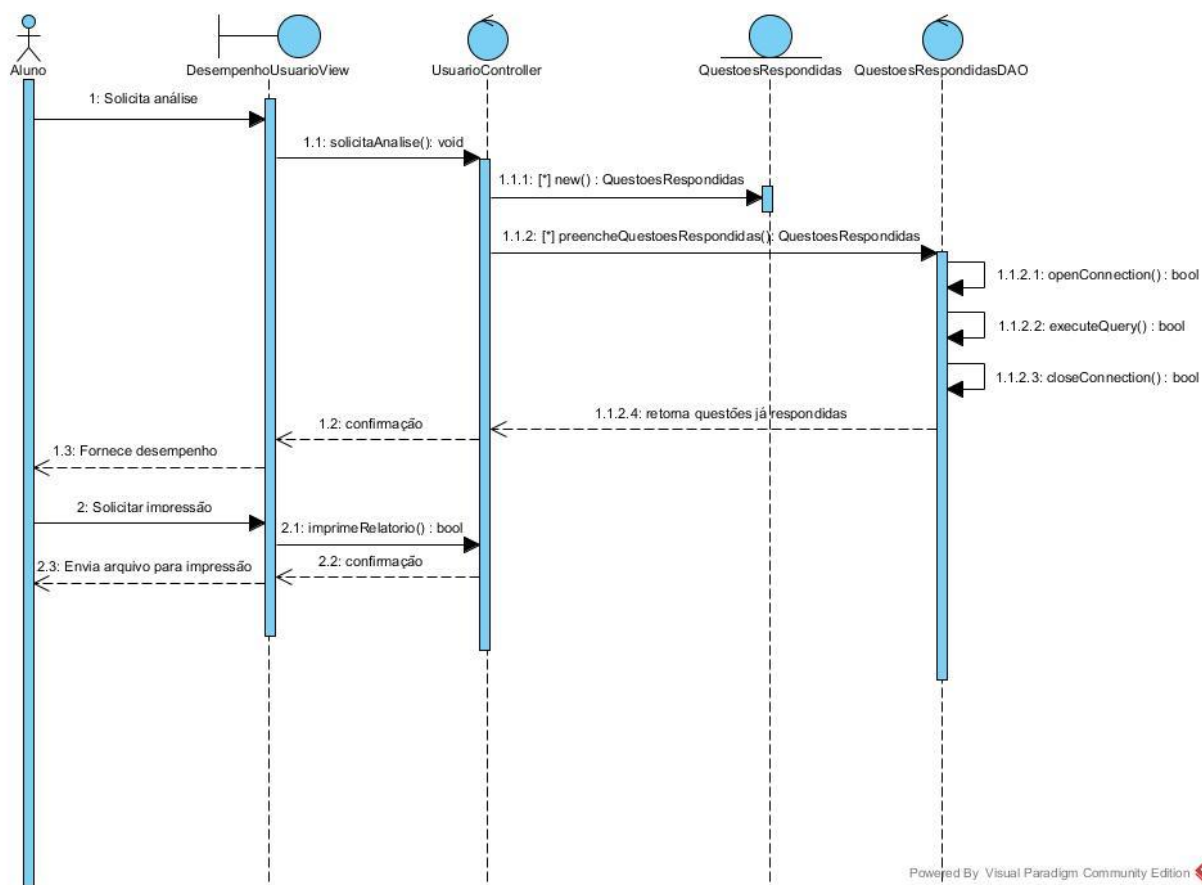 Aluno
DesempenhoUsuarioView
UsuarioController
QuestoesRespondidas
QuestoesRespondidasDAO
1: Solicita análise
1.1: solicitaAnalise(): void
1.1.1: [*] new() : QuestoesRespondidas
1.1.2: [*] preencheQuestoesRespondidas(): QuestoesRespondidas
1.1.2.1: openConnection() : bool
1.1.2.2: executeQuery() : bool
1.1.2.3: closeConnection() : bool
1.1.2.4: retorna questões já respondidas
1.2: confirmação
1.3: Fornece desempenho
2: Solicitar impressão
2.1: imprimeRelatorio() : bool
2.2: confirmação
2.3: Envia arquivo para impressão
Powered By Visual Paradigm Community Edition